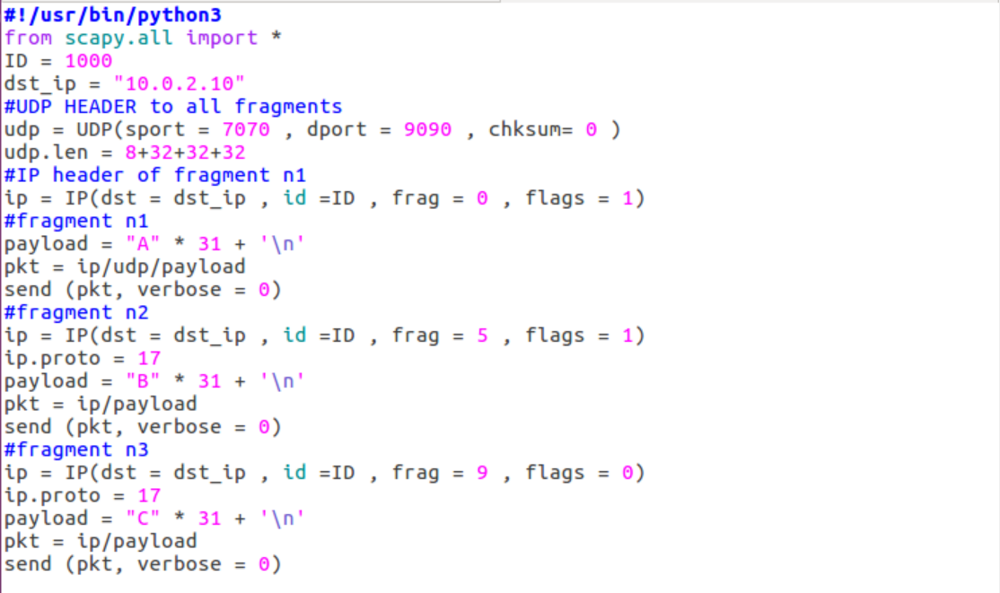 #!/usr/bin/python3
from scapy.all import *
ID = 1000
dst_ip = "10.0.2.10"
#UDP HEADER to all fragments
udp = UDP(sport = 7070 , dport = 9090 , chksum= 0 )
udp.len = 8+32+32+32
#IP header of fragment n1
ip = IP(dst = dst_ip , id =ID , frag = 0 , flags = 1)
#fragment n1
payload = "A" * 31 + '\n'
pkt = ip/udp/payload
send (pkt, verbose = 0)
#fragment n2
ip = IP(dst = dst_ip , id =ID , frag = 5 , flags = 1)
ip.proto = 17
payload = "B" * 31 + '\n'
pkt = ip/payload
send (pkt, verbose = 0)
#fragment n3
ip = IP(dst = dst_ip , id =ID , frag = 9 , flags = 0)
ip.proto = 17
payload = "C" * 31 + '\n'
pkt = ip/payload
send (pkt, verbose = 0)